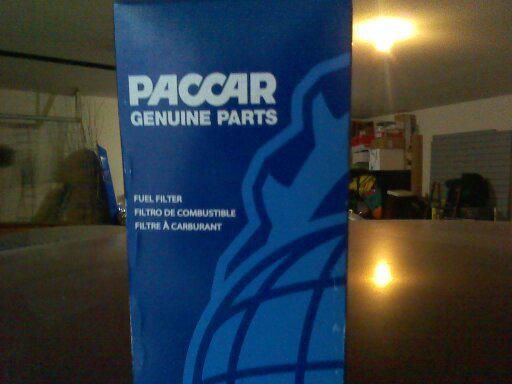 PACCAR
GENUINE PARTS
FUEL FILTER
FILTRO DE COMBUSTIBLE
FILTRE À CARBURANT